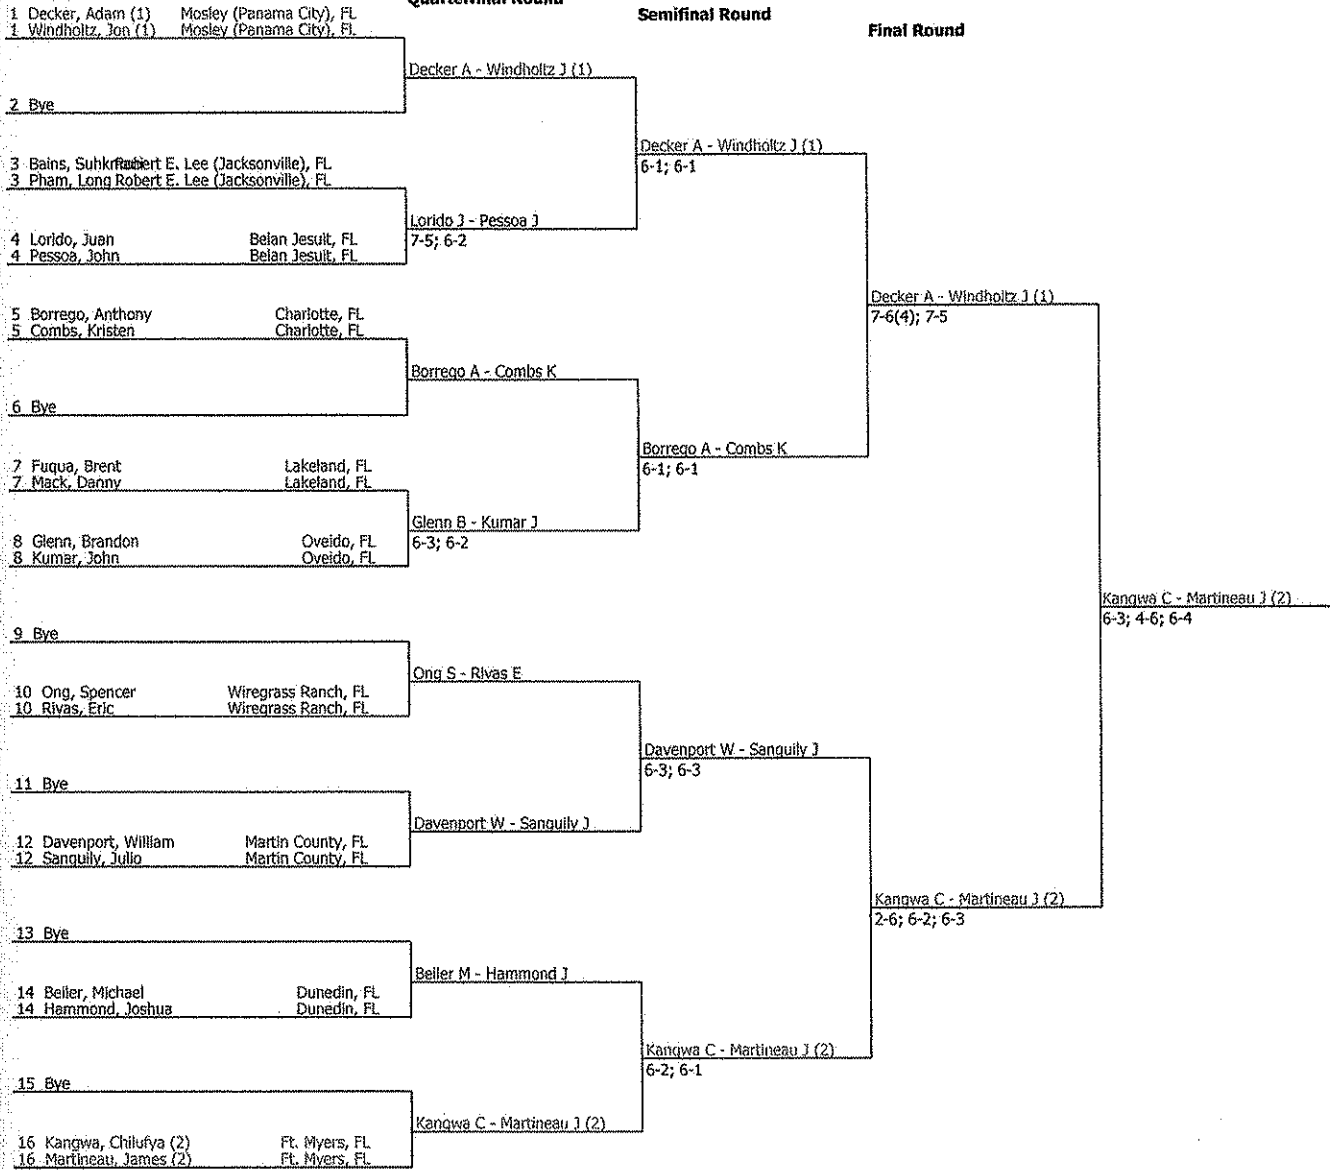 Quarterfinal Round
Semifinal Round
Final Round
1 Decker, Adam (1) Mosley (Panama City), FL
1 Windholtz, Jon (1) Mosley (Panama City), FL
Decker A - Windholtz J (1)
2 Bye
Decker A - Windholtz J (1)
6-1; 6-1
3 Bains, Robert E. Lee (Jacksonville), FL
3 Pham, Long Robert E. Lee (Jacksonville), FL
Lorido J - Pessoa J
7-5; 6-2
4 Lorido, Juan Belan Jesuit, FL
4 Pessoa, John Belan Jesuit, FL
Decker A - Windholtz J (1)
7-6(4); 7-5
5 Borrego, Anthony Charlotte, FL
5 Combs, Kristen Charlotte, FL
Borrego A - Combs K
6 Bye
Borrego A - Combs K
6-1; 6-1
7 Fuqua, Brent Lakeland, FL
7 Mack, Danny Lakeland, FL
Glenn B - Kumar J
6-3; 6-2
8 Glenn, Brandon Oveido, FL
8 Kumar, John Oveido, FL
Kangwa C - Martineau J (2)
6-3; 4-6; 6-4
9 Bye
Ong S - Rivas E
10 Ong, Spencer Wiregrass Ranch, FL
10 Rivas, Eric Wiregrass Ranch, FL
Davenport W - Sanguily J
6-3; 6-3
11 Bye
Davenport W - Sanguily J
12 Davenport, William Martin County, FL
12 Sanguily, Julio Martin County, FL
Kangwa C - Martineau J (2)
2-6; 6-2; 6-3
13 Bye
Beiler M - Hammond J
14 Beiler, Michael Dunedin, FL
14 Hammond, Joshua Dunedin, FL
Kangwa C - Martineau J (2)
6-2; 6-1
15 Bye
Kangwa C - Martineau J (2)
16 Kangwa, Chilufya (2) Ft. Myers, FL
16 Martineau, James (2) Ft. Myers, FL